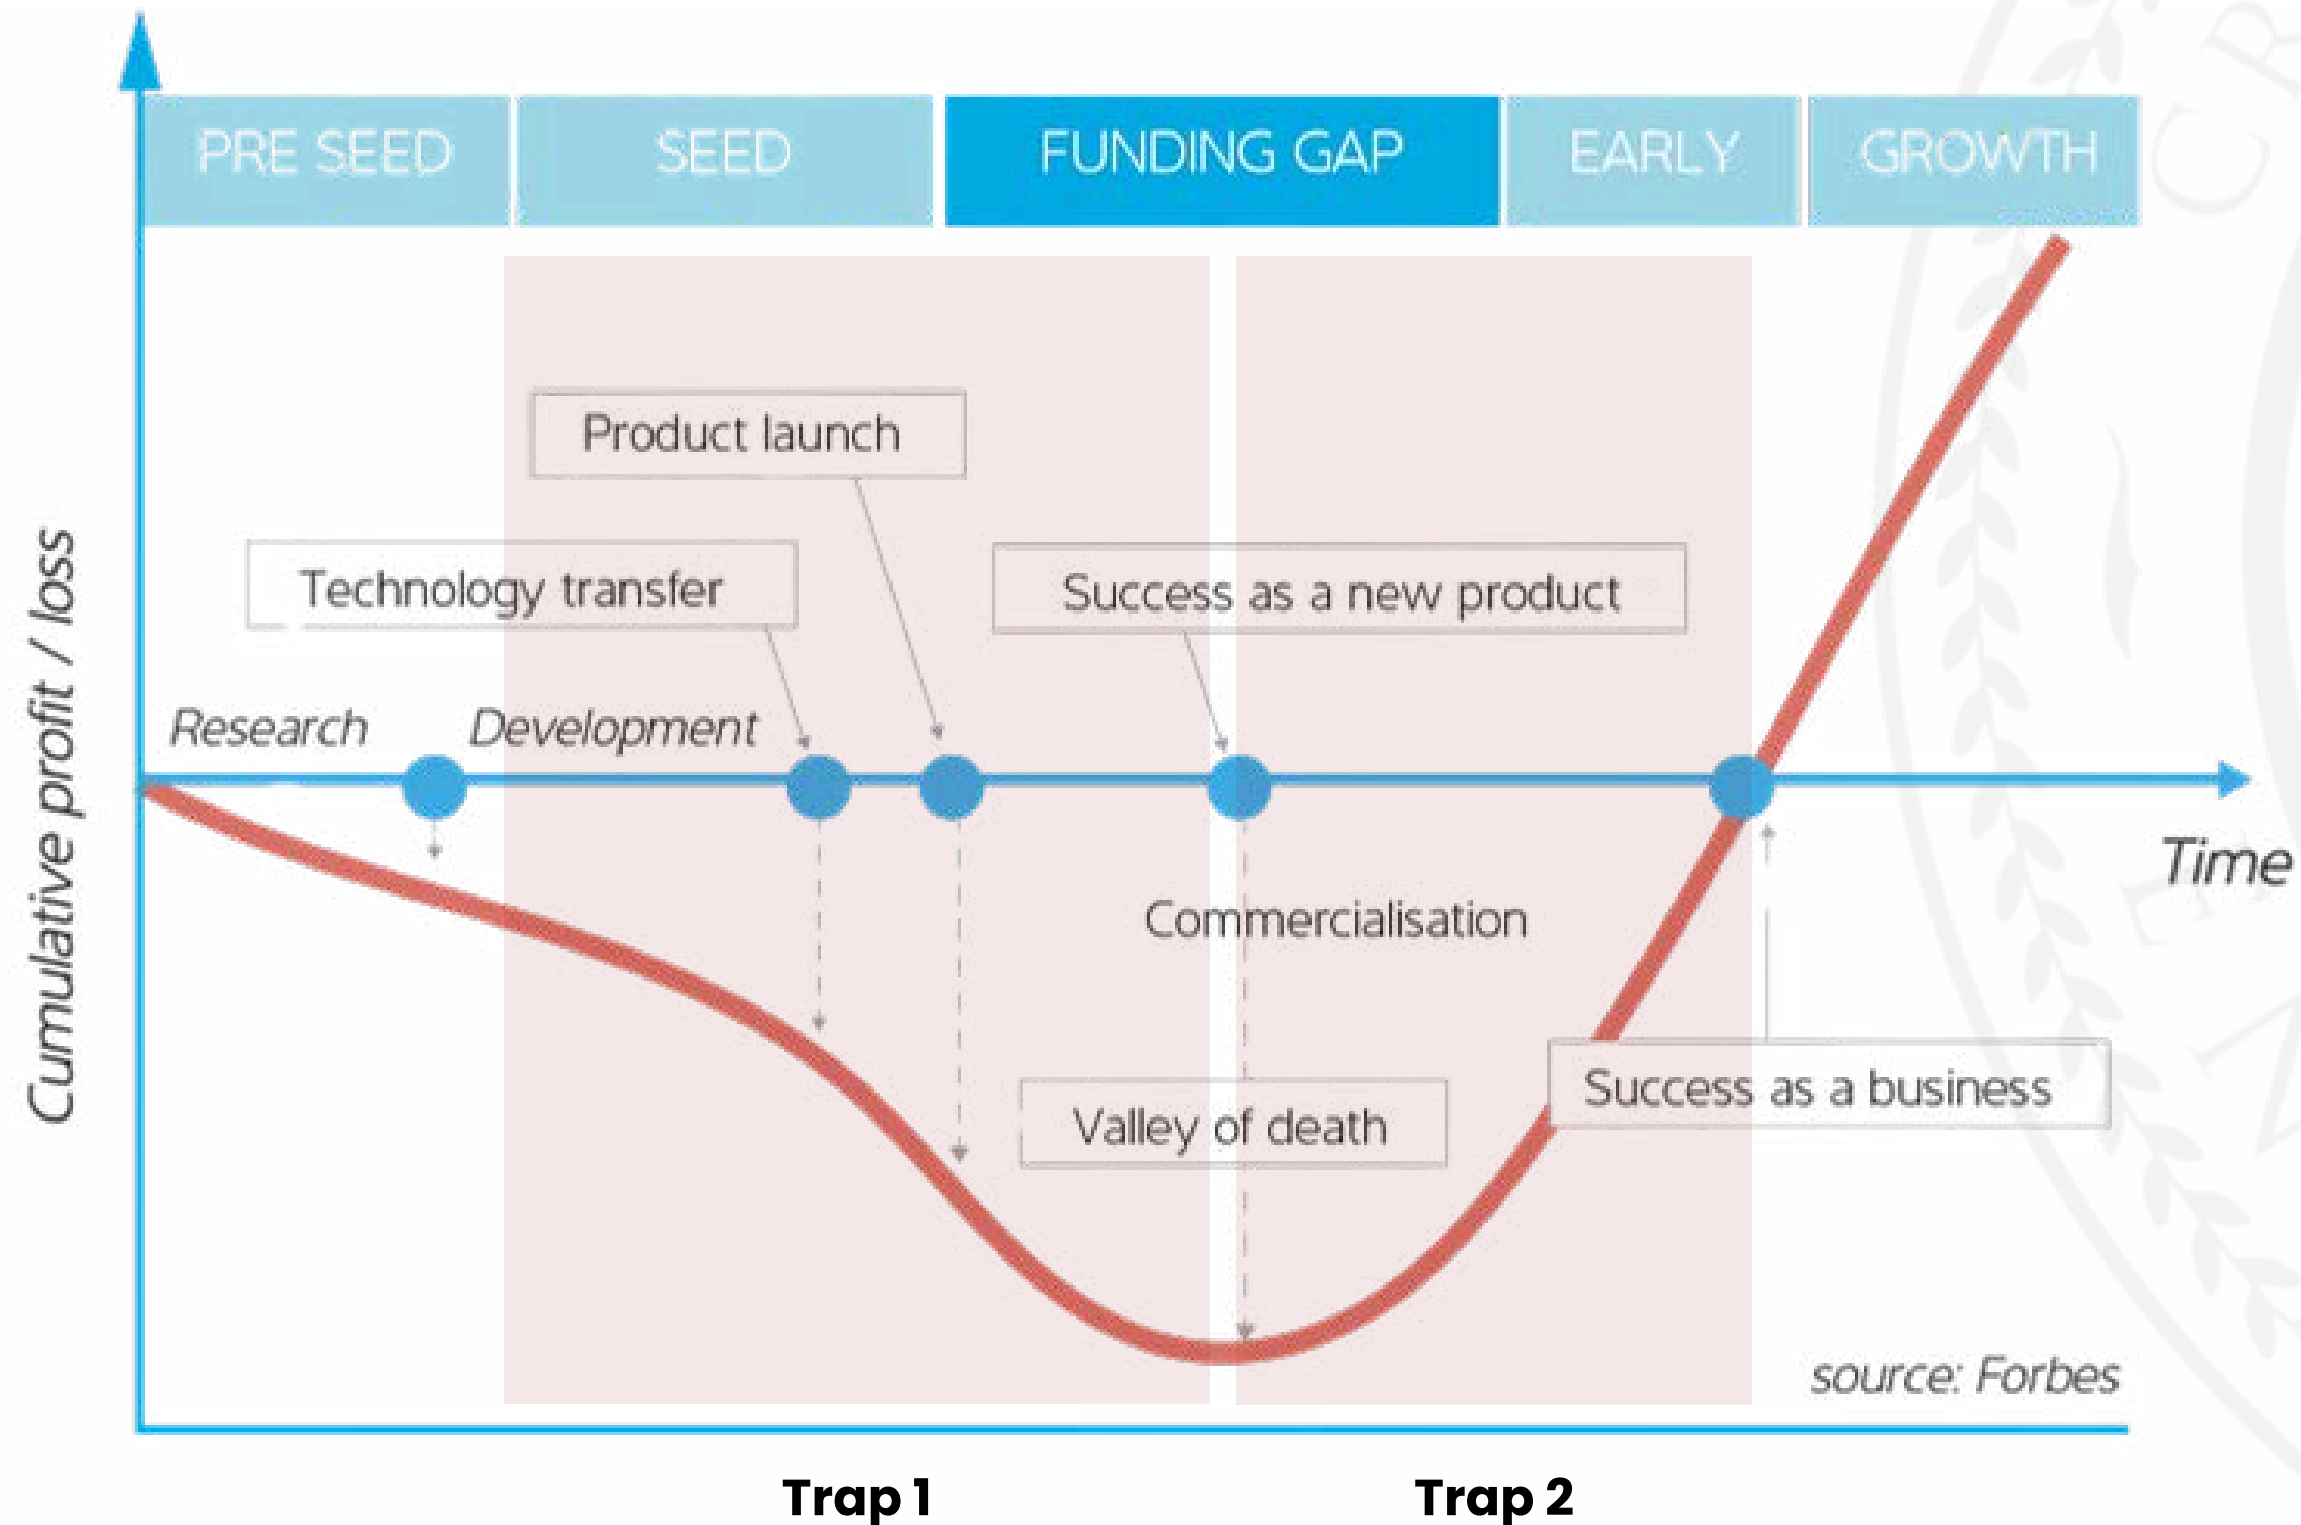 PRE SEED
SEED
FUNDING GAP
EARLY
GROWTH
Product launch
Technology transfer
Success as a new product
Research
Development
Cumulative profit / loss
Time
Commercialisation
Valley of death
Success as a business
source: Forbes
Trap 1
Trap 2